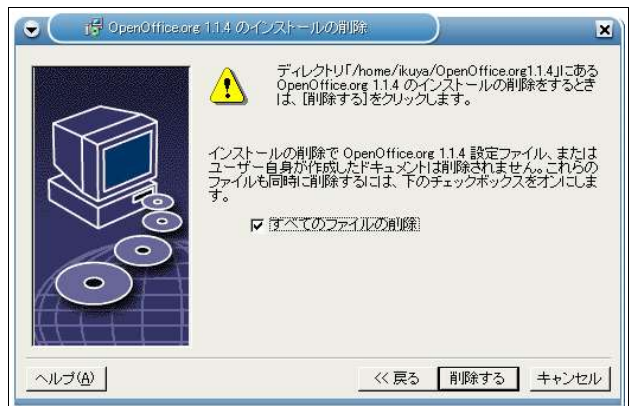 OpenOffice.org 1.1.4 のインストールの削除
ディレクトリ「/home/ikuya/OpenOffice.org1.1.4」にある
OpenOffice.org 1.1.4 のインストールの削除をするとき
は、[削除する]をクリックします。
インストールの削除で OpenOffice.org 1.1.4 設定ファイル、または
ユーザー自身が作成したドキュメントは削除されません。これらの
ファイルも同時に削除するには、下のチェックボックスをオンにしま
す。
すべてのファイルの削除
ヘルプ(A)
<< 戻る
削除する
キャンセル